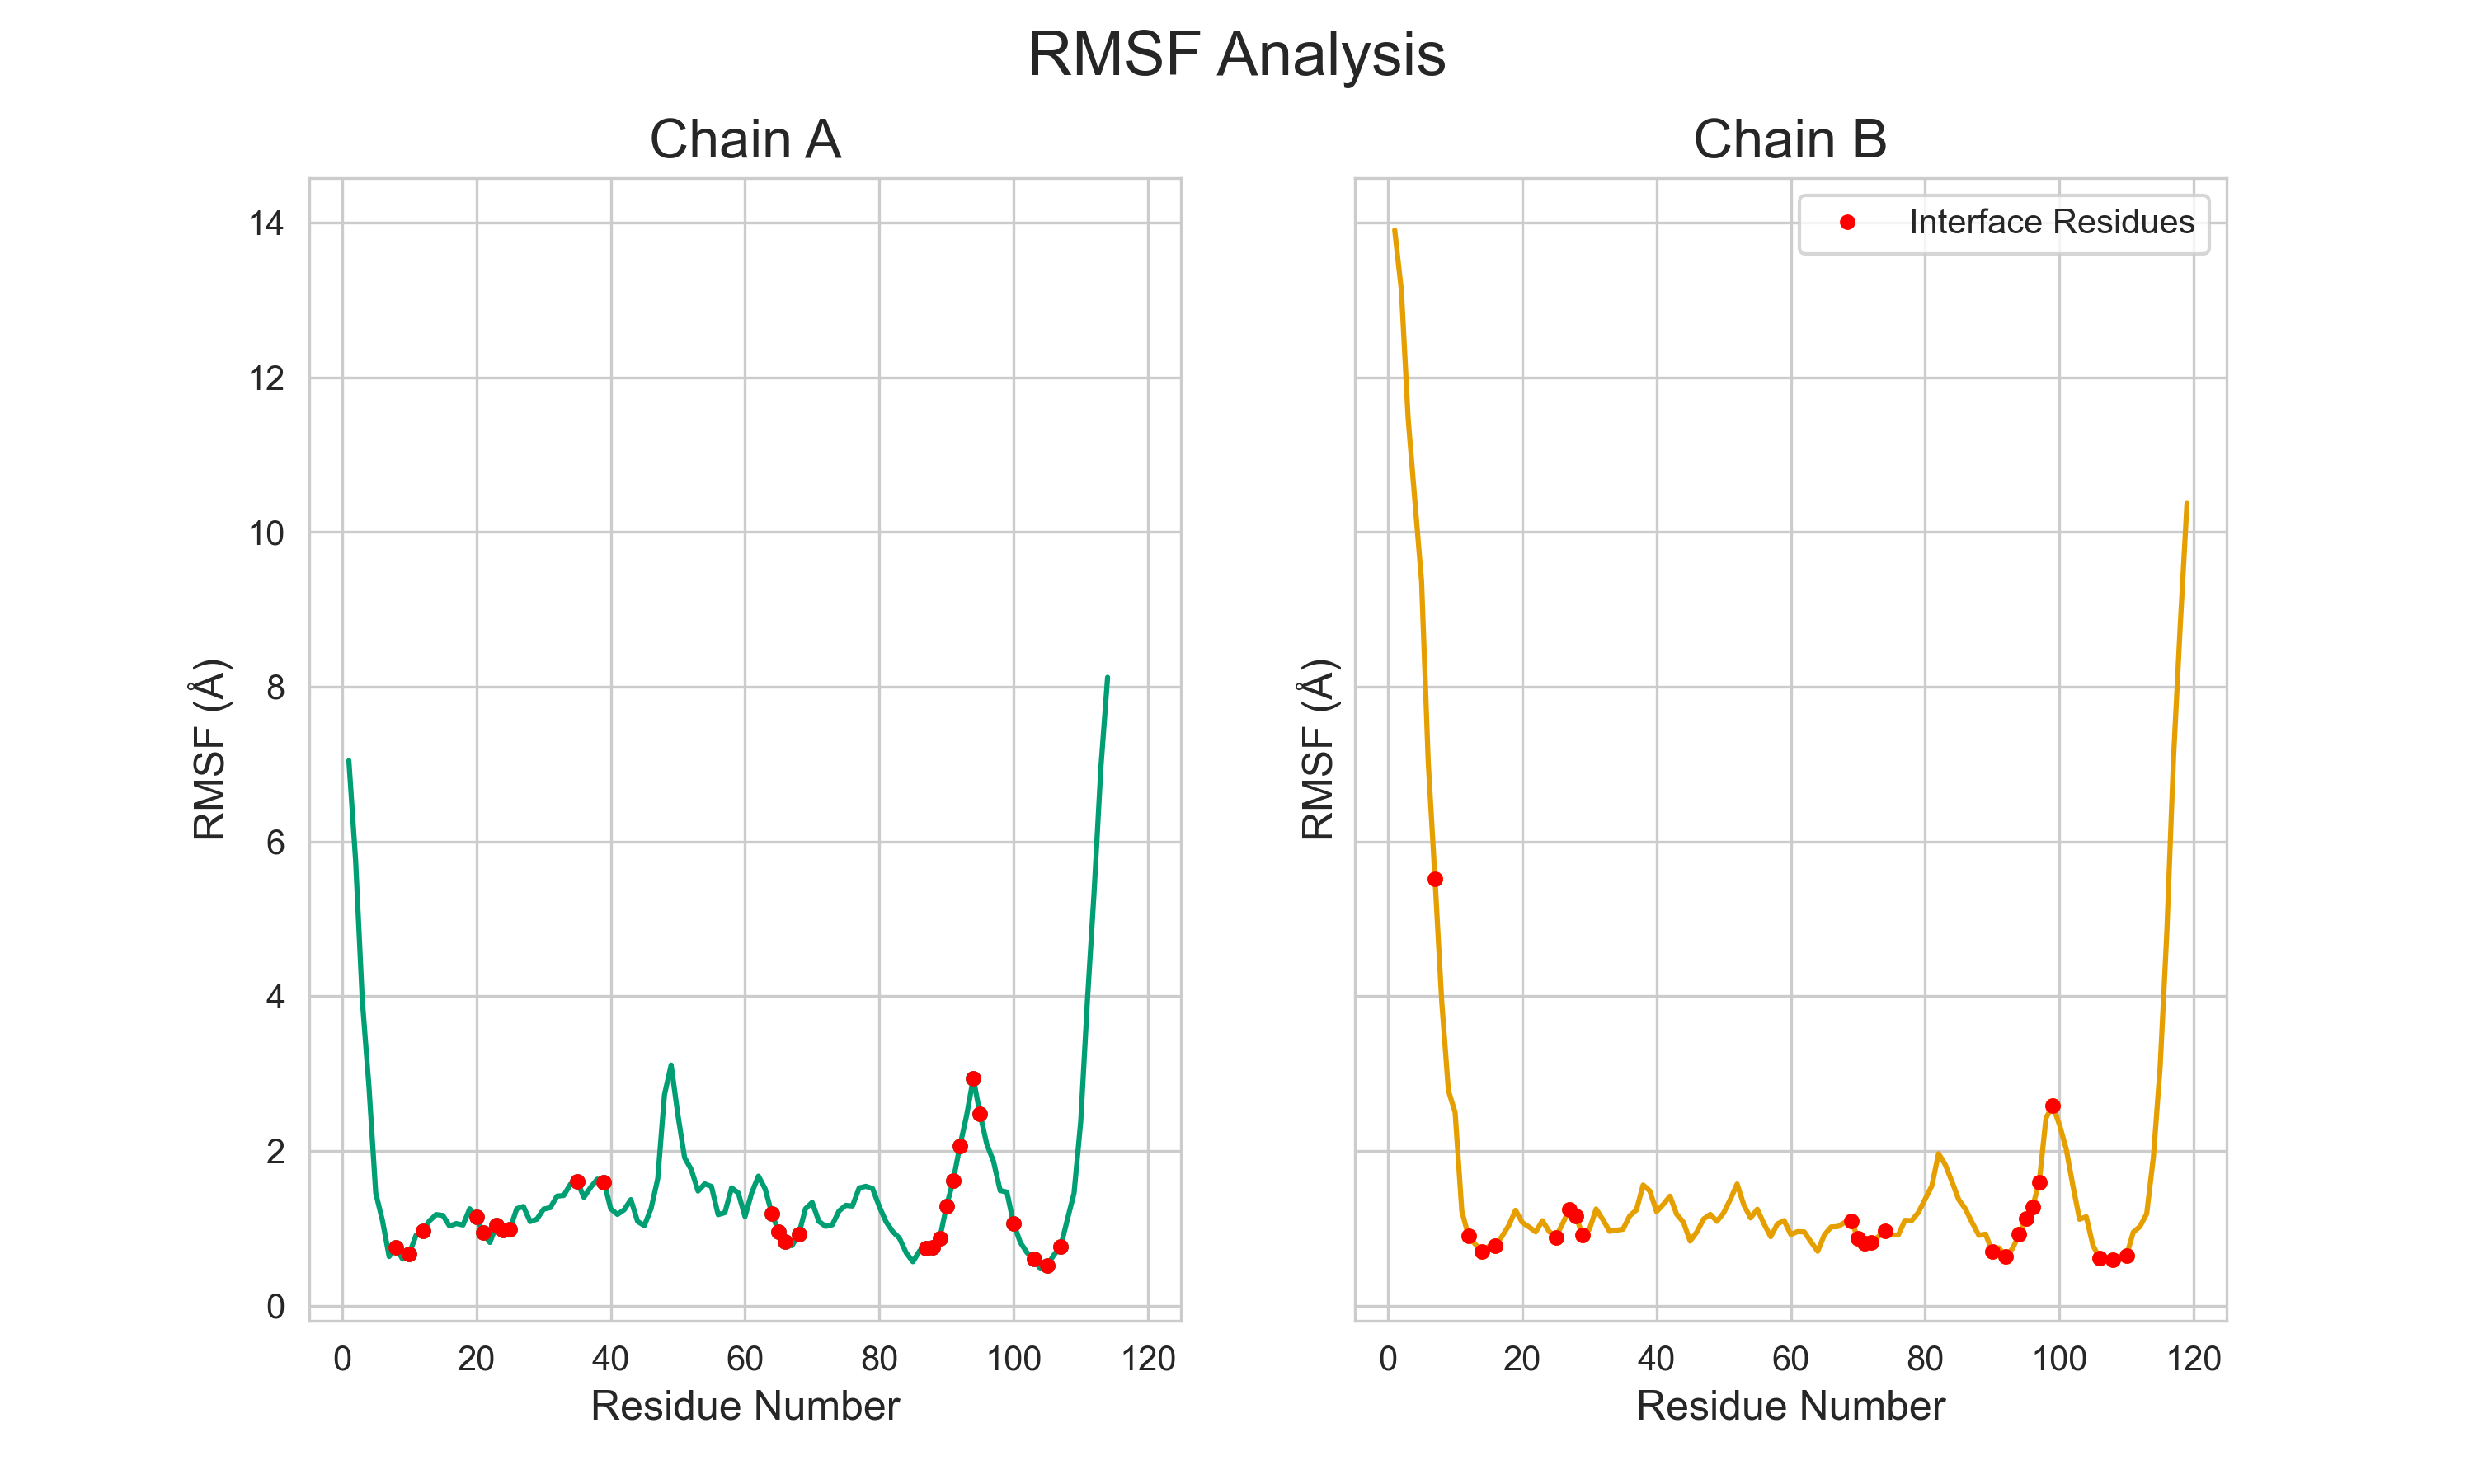 RMSF Analysis
Chain A
Chain B
Interface Residues
14
12
10
8
6
4
2
0
RMSF (Å)
RMSF (Å)
0 20 40 60 80 100 120
0 20 40 60 80 100 120
Residue Number
Residue Number